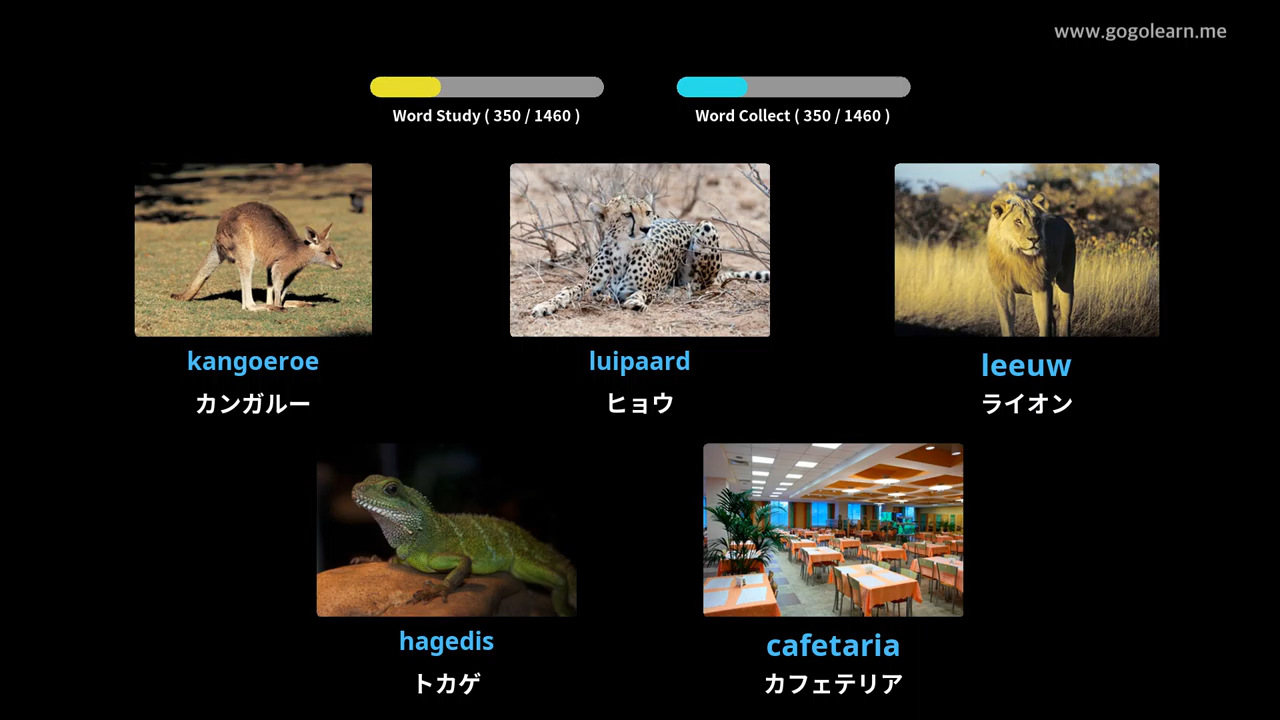 www.gogolearn.me
Word Study ( 350 / 1460 )
Word Collect ( 350 / 1460 )
kangoeroe
カンガルー
luipaard
ヒョウ
leeuw
ライオン
hagedis
トカゲ
cafetaria
カフェテリア